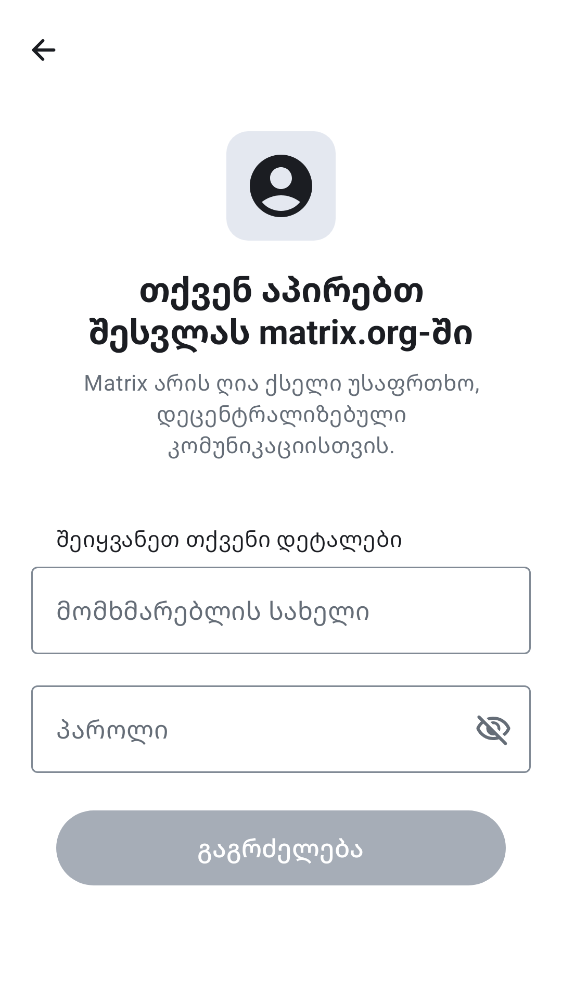 თქვენ აპირებთ
შესვლას matrix.org-ში
Matrix არის ღია ქსელი უსაფრთხო,
დეცენტრალიზებული
კომუნიკაციისთვის.
შეიყვანეთ თქვენი დეტალები
მომხმარებლის სახელი
პაროლი
გაგრძელება